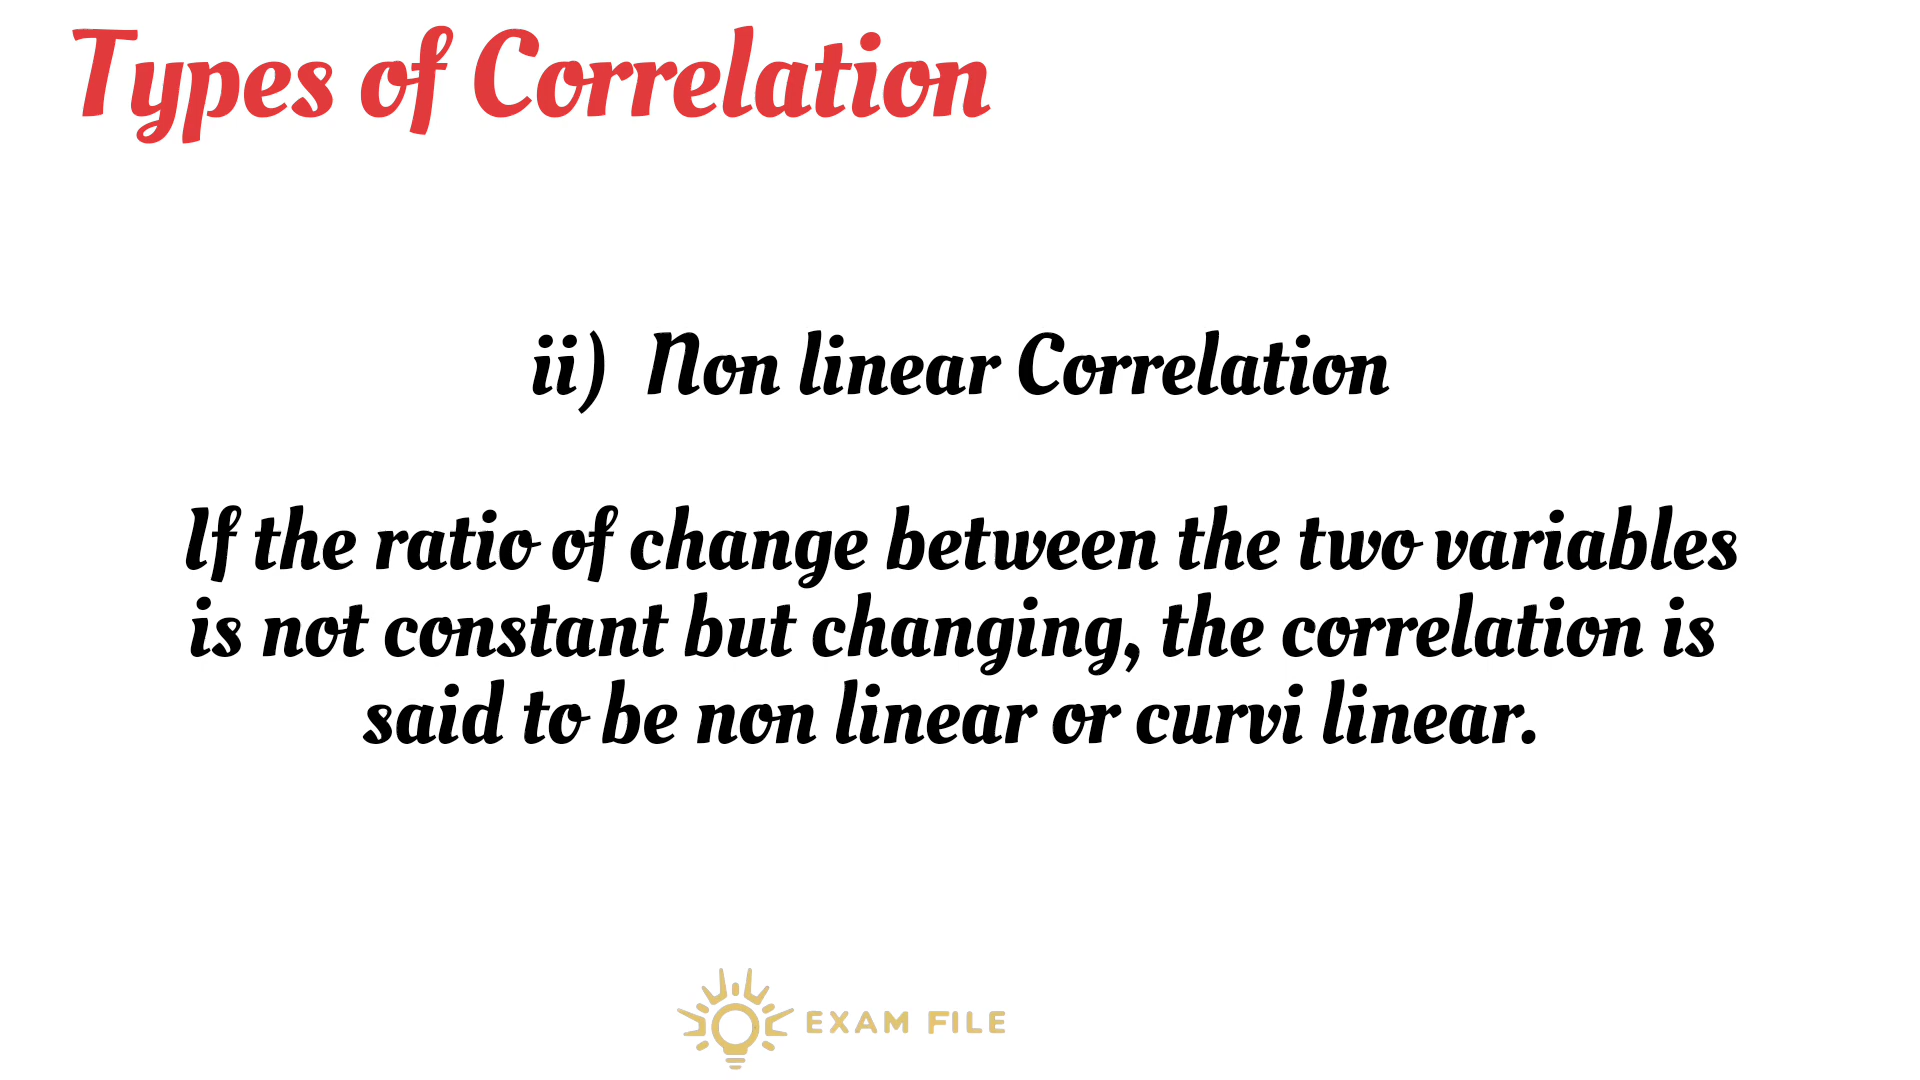 Types of Correlation
ii) Non linear Correlation
If the ratio of change between the two variables
is not constant but changing, the correlation is
said to be non linear or curvi linear.
EXAM FILE